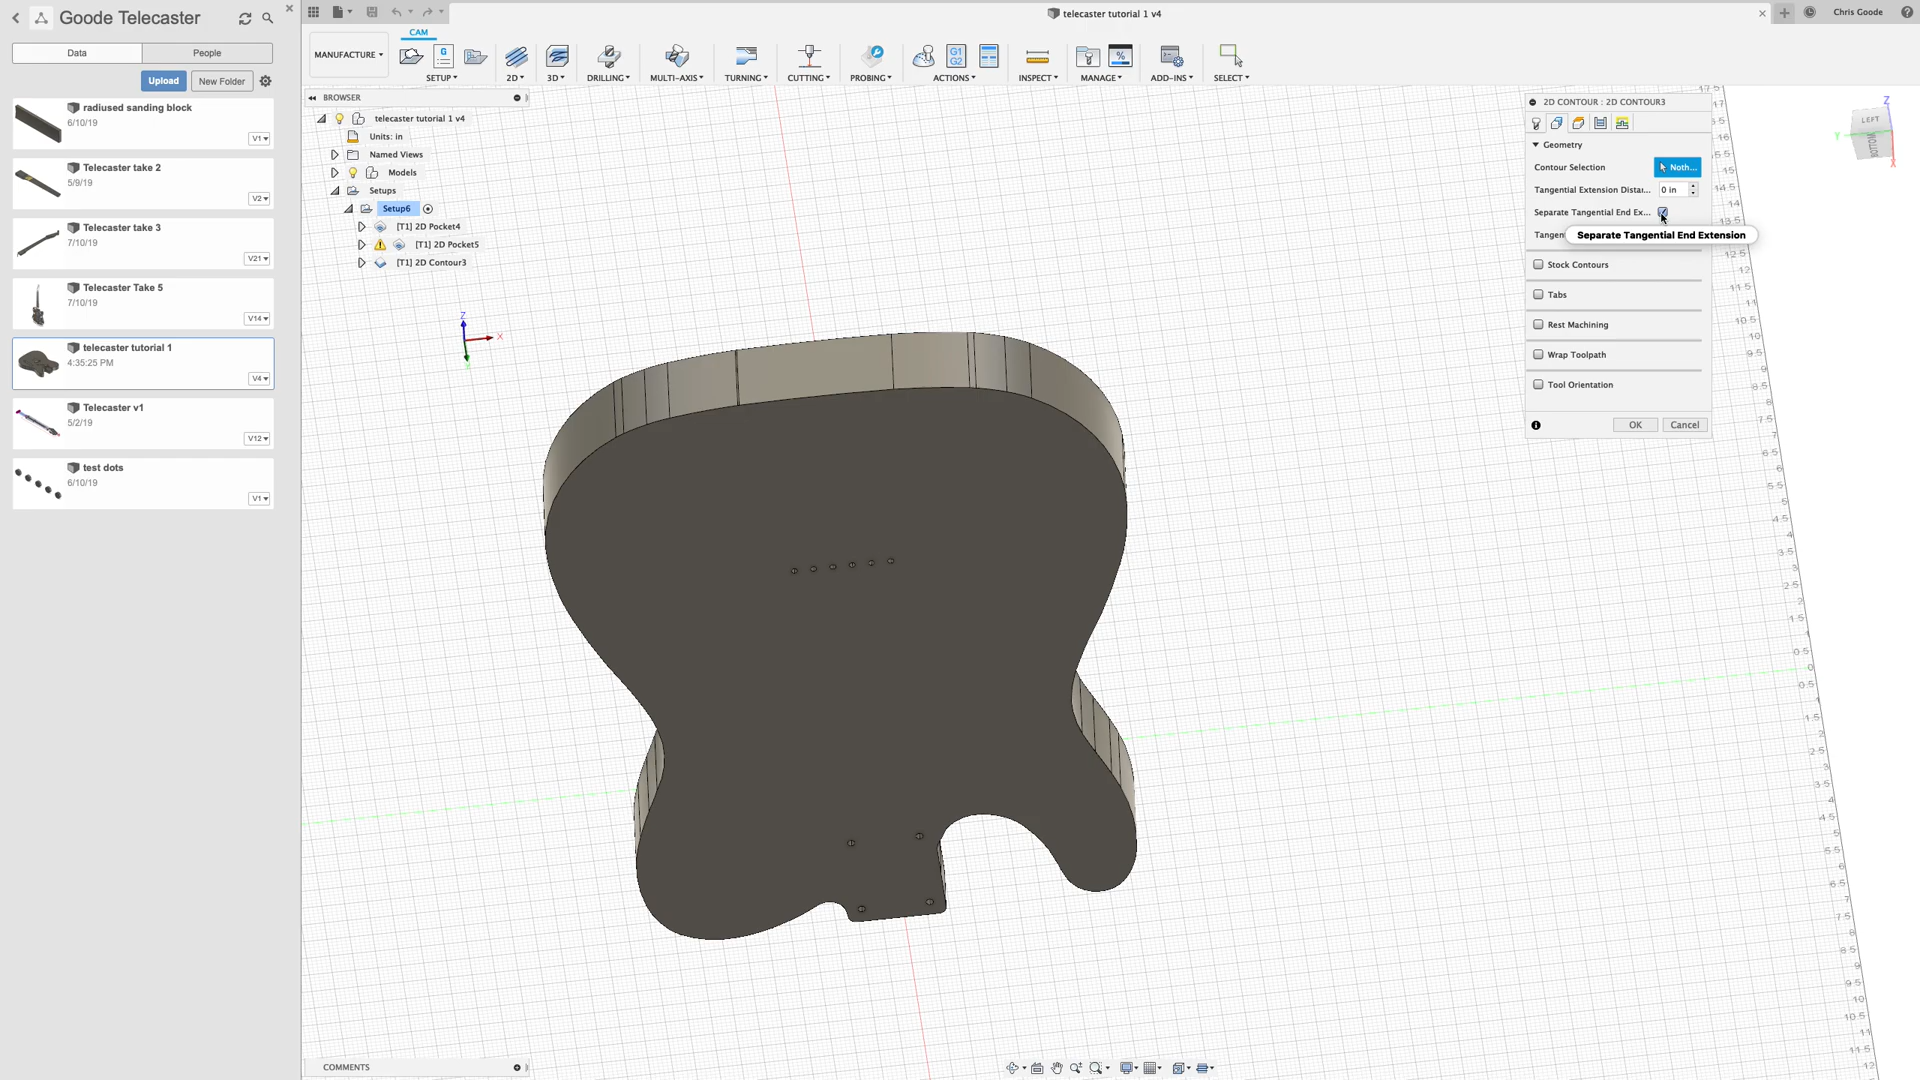 Goode Telecaster
Data
People
Upload
New Folder
radiused sanding block
6/10/19
V1
Telecaster take 2
5/9/19
V2
Telecaster take 3
7/10/19
V21
Telecaster Take 5
7/10/19
V14
telecaster tutorial 1
4:35:25 PM
V4
Telecaster v1
5/2/19
V12
test dots
6/10/19
V1
telecaster tutorial 1 v4
Chris Goode
CAM
MANUFACTURE
SETUP
2D
3D
DRILLING
MULTI-AXIS
TURNING
CUTTING
PROBING
G1
G2
ACTIONS
INSPECT
MANAGE
ADD-INS
SELECT
BROWSER
telecaster tutorial 1 v4
Units: in
Named Views
Models
Setups
Setup6
[T1] 2D Pocket4
[T1] 2D Pocket5
[T1] 2D Contour3
Z
X
Y
2D CONTOUR : 2D CONTOUR3
Geometry
Contour Selection
Noth...
Tangential Extension Distan...
0 in
Separate Tangential End Ex...
Tangen
Separate Tangential End Extension
Stock Contours
Tabs
Rest Machining
Wrap Toolpath
Tool Orientation
OK
Cancel
Z
LEFT
BOTTOM
Y
X
COMMENTS